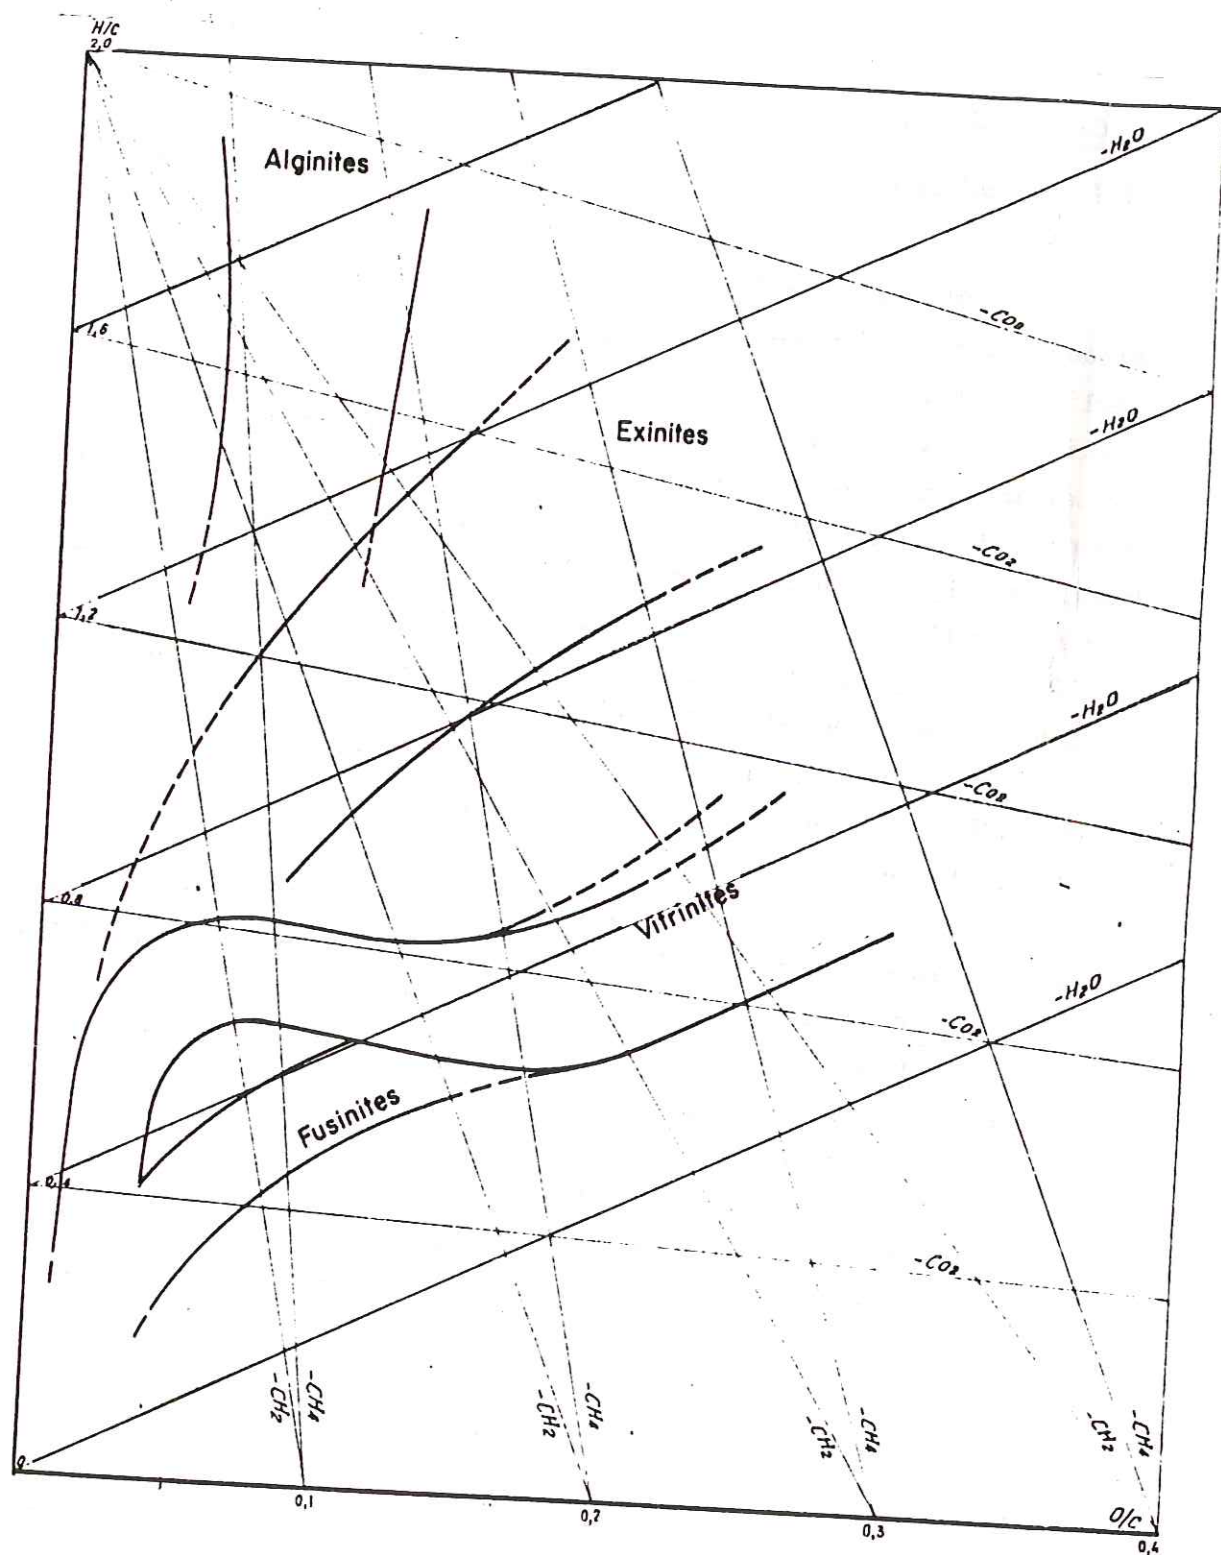 H/C
2,0
Alginites
-H2O
-CO2
1,6
Exinites
-H2O
-CO2
1,2
-H2O
-CO2
0,8
Vitrinites
-H2O
-CO2
0,4
Fusinites
-CO2
-CH2
-CH4
-CH2
-CH4
-CH2
-CH4
-CH2
-CH4
0
0,1
0,2
0,3
O/C
0,4